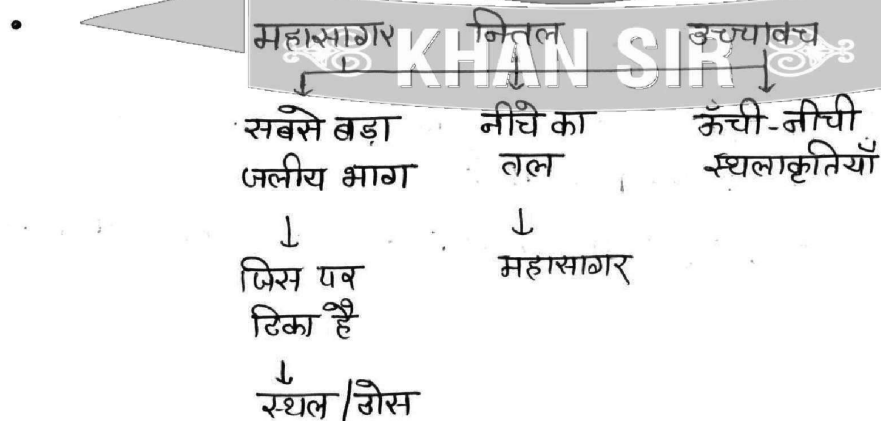 महासागर नितल उच्चावच
KHAN SIR
सबसे बड़ा नीचे का ऊँची-नीची
जलीय भाग तल स्थलाकृतियाँ
↓ ↓
जिस पर महासागर
टिका है
↓
स्थल/ठोस